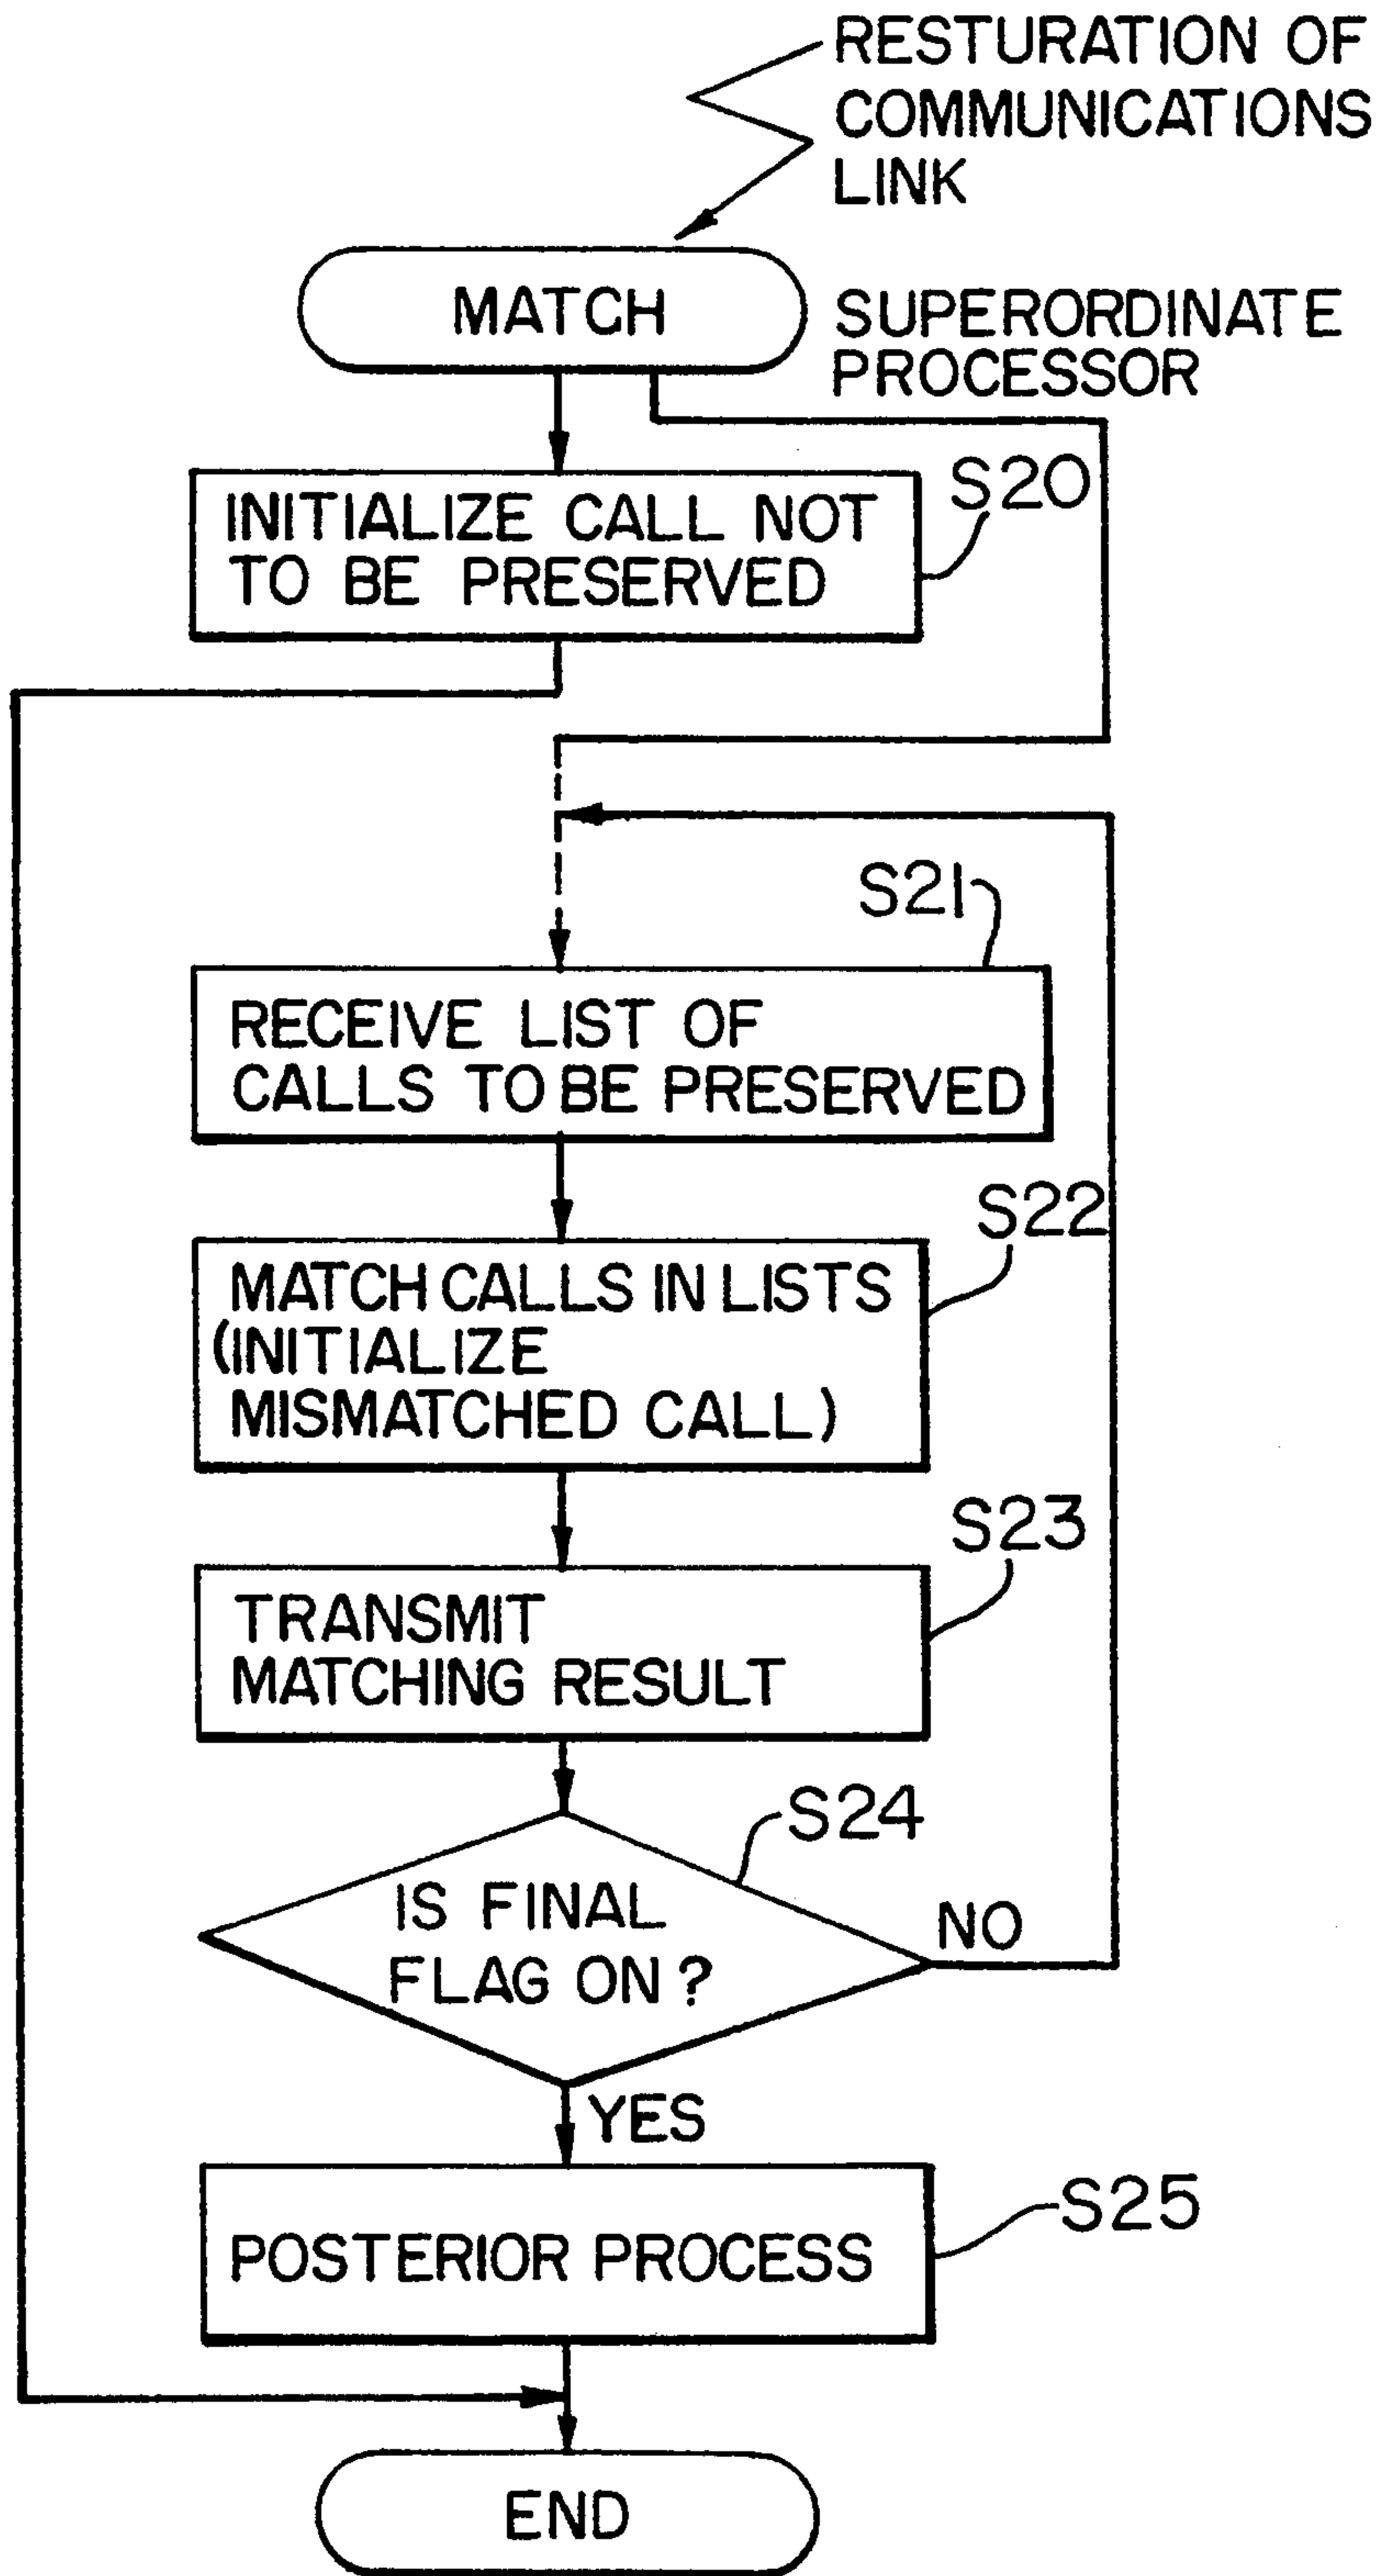 RESTURATION OF
COMMUNICATIONS
LINK
MATCH
SUPERORDINATE
PROCESSOR
S20
INITIALIZE CALL NOT
TO BE PRESERVED
S21
RECEIVE LIST OF
CALLS TO BE PRESERVED
S22
MATCH CALLS IN LISTS
(INITIALIZE
MISMATCHED CALL)
S23
TRANSMIT
MATCHING RESULT
S24
IS FINAL
FLAG ON?
NO
YES
S25
POSTERIOR PROCESS
END